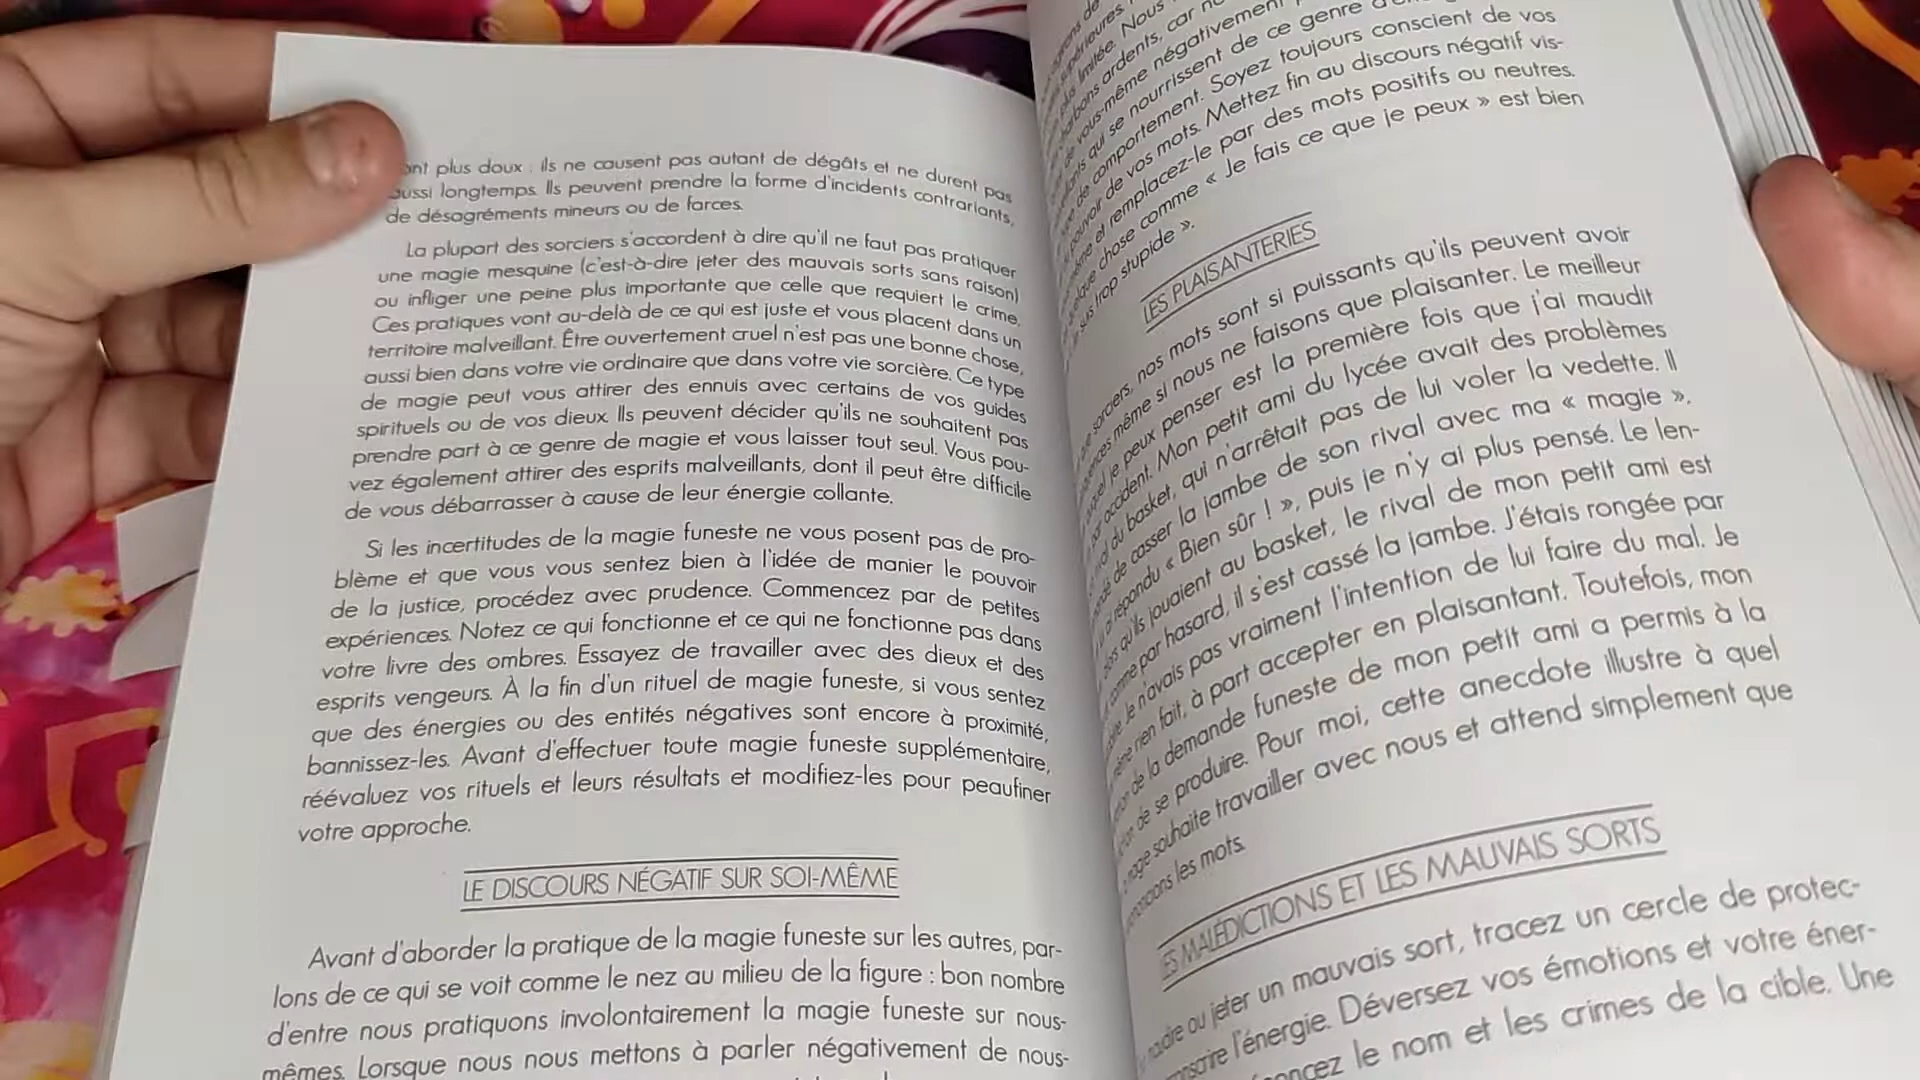 ont plus doux : ils ne causent pas autant de dégâts et ne durent pas
aussi longtemps. Ils peuvent prendre la forme d'incidents contrariants,
de désagréments mineurs ou de farces.
La plupart des sorciers s'accordent à dire qu'il ne faut pas pratiquer
une magie mesquine (c'est-à-dire jeter des mauvais sorts sans raison)
ou infliger une peine plus importante que celle que requiert le crime.
Ces pratiques vont au-delà de ce qui est juste et vous placent dans un
territoire malveillant. Être ouvertement cruel n'est pas une bonne chose,
aussi bien dans votre vie ordinaire que dans votre vie sorcière. Ce type
de magie peut vous attirer des ennuis avec certains de vos guides
spirituels ou de vos dieux. Ils peuvent décider qu'ils ne souhaitent pas
prendre part à ce genre de magie et vous laisser tout seul. Vous pou-
vez également attirer des esprits malveillants, dont il peut être difficile
de vous débarrasser à cause de leur énergie collante.
Si les incertitudes de la magie funeste ne vous posent pas de pro-
blème et que vous vous sentez bien à l'idée de manier le pouvoir
de la justice, procédez avec prudence. Commencez par de petites
expériences. Notez ce qui fonctionne et ce qui ne fonctionne pas dans
votre livre des ombres. Essayez de travailler avec des dieux et des
esprits vengeurs. À la fin d'un rituel de magie funeste, si vous sentez
que des énergies ou des entités négatives sont encore à proximité,
bannissez-les. Avant d'effectuer toute magie funeste supplémentaire,
réévaluez vos rituels et leurs résultats et modifiez-les pour peaufiner
votre approche.
LE DISCOURS NÉGATIF SUR SOI-MÊME
Avant d'aborder la pratique de la magie funeste sur les autres, par-
lons de ce qui se voit comme le nez au milieu de la figure : bon nombre
d'entre nous pratiquons involontairement la magie funeste sur nous-
mêmes. Lorsque nous nous mettons à parler négativement de nous-
limitée. Nous
ardents, car
vous-même négativement
qui se nourrissent de ce genre
de comportement. Soyez toujours conscient de vos
pouvoir de vos mots. Mettez fin au discours négatif vis-
et remplacez-le par des mots positifs ou neutres.
chose comme « Je fais ce que je peux » est bien
trop stupide ».
LES PLAISANTERIES
sorciers, nos mots sont si puissants qu'ils peuvent avoir
même si nous ne faisons que plaisanter. Le meilleur
je peux penser est la première fois que j'ai maudit
par accident. Mon petit ami du lycée avait des problèmes
du basket, qui n'arrêtait pas de lui voler la vedette. Il
de casser la jambe de son rival avec ma « magie ».
répondu « Bien sûr ! », puis je n'y ai plus pensé. Le len-
qu'ils jouaient au basket, le rival de mon petit ami est
comme par hasard, il s'est cassé la jambe. J'étais rongée par
Je n'avais pas vraiment l'intention de lui faire du mal. Je
rien fait, à part accepter en plaisantant. Toutefois, mon
de la demande funeste de mon petit ami a permis à la
de se produire. Pour moi, cette anecdote illustre à quel
magie souhaite travailler avec nous et attend simplement que
les mots.
LES MALÉDICTIONS ET LES MAUVAIS SORTS
ou jeter un mauvais sort, tracez un cercle de protec-
l'énergie. Déversez vos émotions et votre éner-
le nom et les crimes de la cible. Une